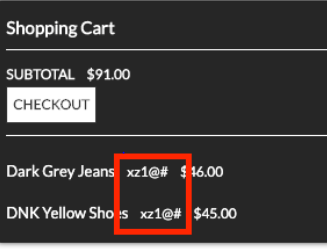 Shopping Cart
SUBTOTAL $91.00
CHECKOUT
Dark Grey Jeans xz1@# $46.00
DNK Yellow Shoes xz1@# $45.00